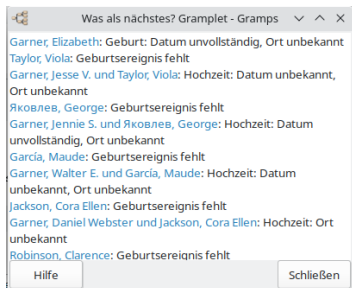 Was als nächstes? Gramplet - Gramps
Garner, Elizabeth: Geburt: Datum unvollständig, Ort unbekannt
Taylor, Viola: Geburtsereignis fehlt
Garner, Jesse V. und Taylor, Viola: Hochzeit: Datum unbekannt,
Ort unbekannt
Яковлев, George: Geburtsereignis fehlt
Garner, Jennie S. und Яковлев, George: Hochzeit: Datum
unvollständig, Ort unbekannt
García, Maude: Geburtsereignis fehlt
Garner, Walter E. und García, Maude: Hochzeit: Datum
unbekannt, Ort unbekannt
Jackson, Cora Ellen: Geburtsereignis fehlt
Garner, Daniel Webster und Jackson, Cora Ellen: Hochzeit: Ort
unbekannt
Robinson, Clarence: Geburtsereignis fehlt
Hilfe
Schließen